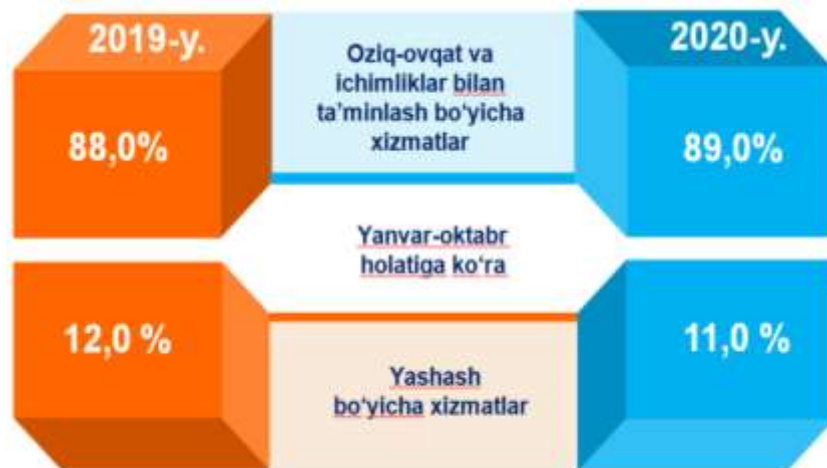 2019-y.
Oziq-ovqat va
ichimliklar bilan
ta’minlash bo‘yicha
xizmatlar
2020-y.
88,0%
89,0%
Yanvar-oktabr
holatiga ko‘ra
12,0 %
11,0 %
Yashash
bo‘yicha xizmatlar